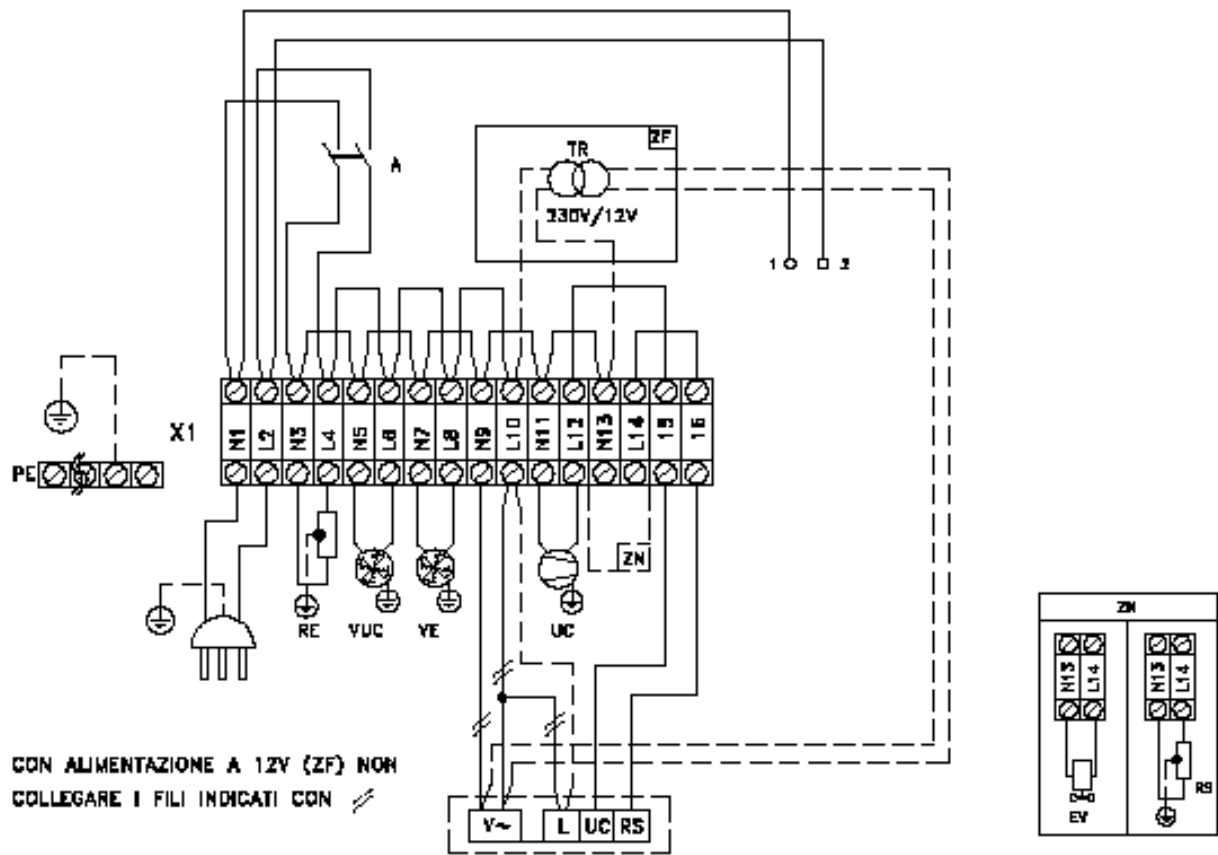 ZF
TR
A
230V/12V
1 2
X1
N1 L2 N3 L4 N5 L6 N7 L8 N9 L10 N11 L12 N13 L14 15 16
PE
ZN
RE VUC VE UC
ZN
N13 L14 N13 L14
RS
EV
CON ALIMENTAZIONE A 12V (ZF) NON
COLLEGARE I FILI INDICATI CON //
V~ L UC RS